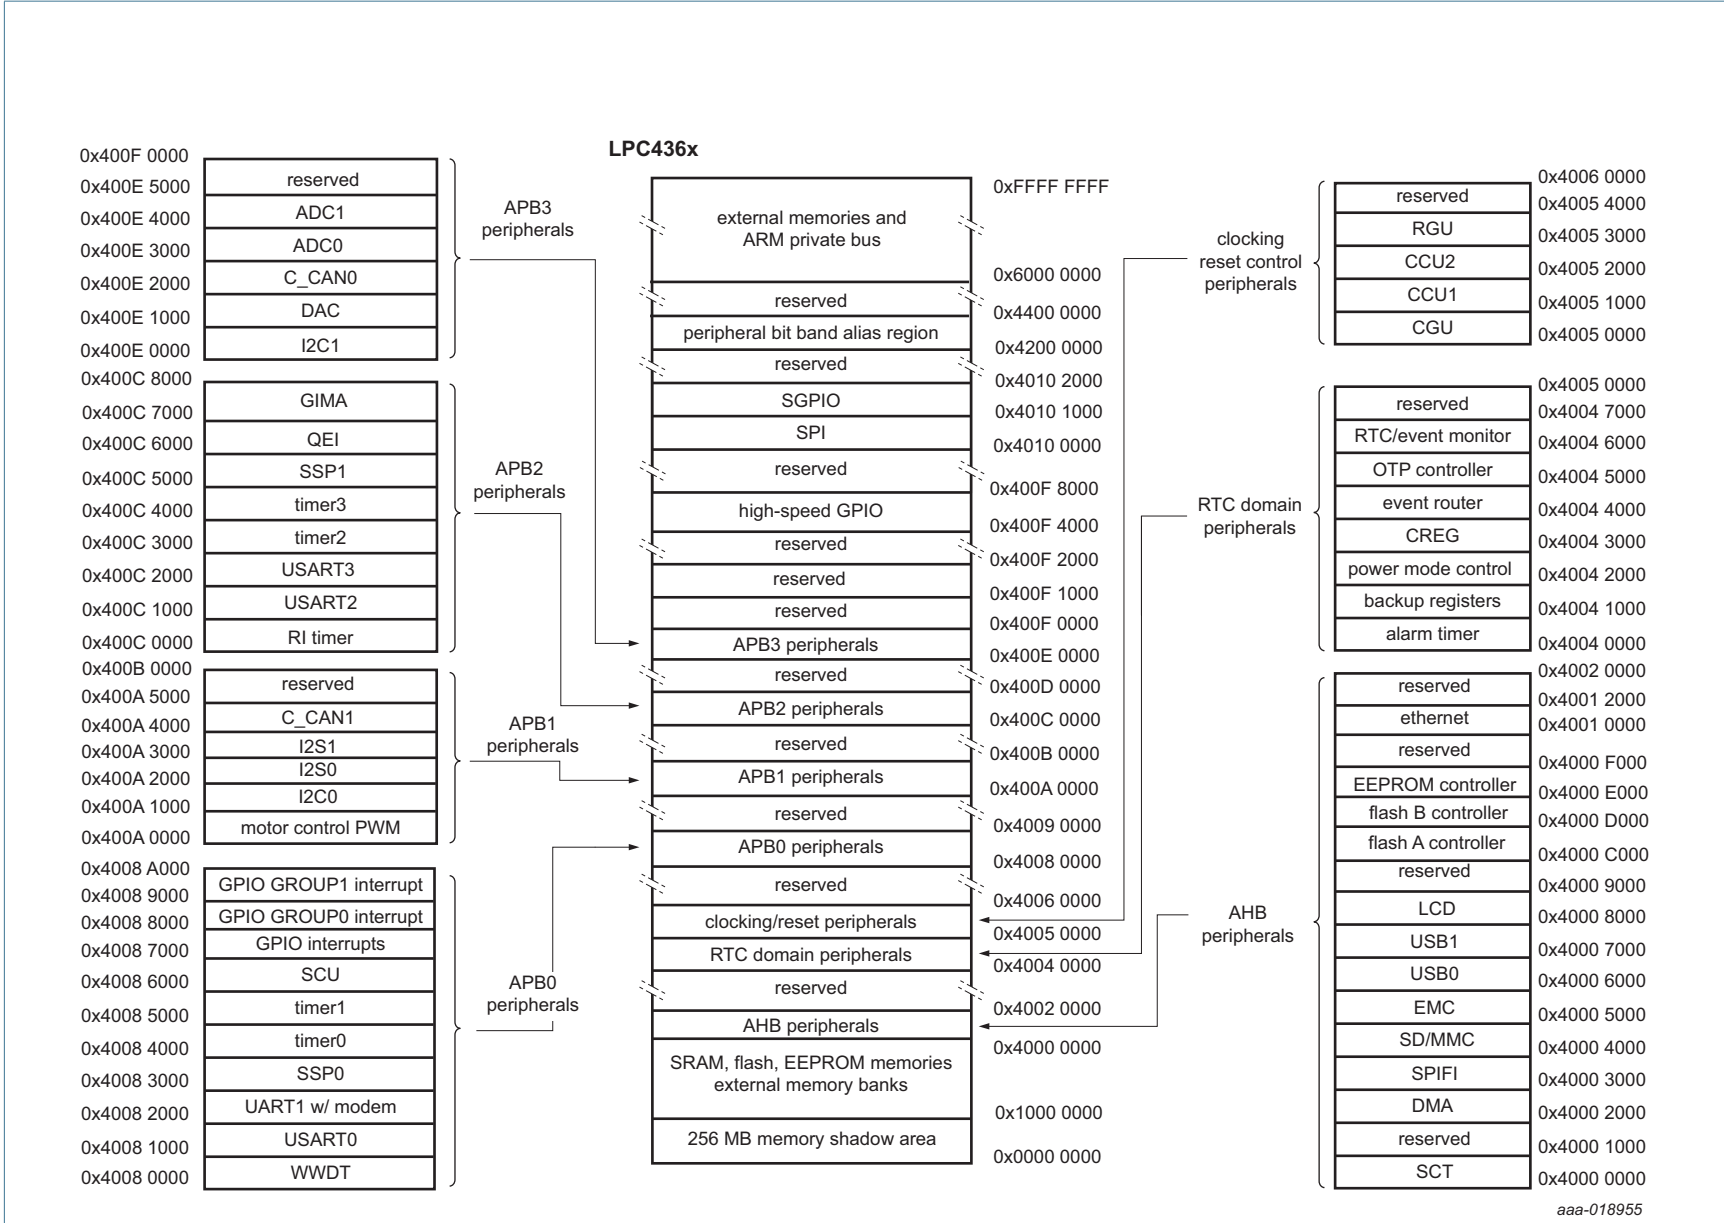 LPC436x
0x400F 0000
reserved
0x400E 5000
ADC1
0x400E 4000
ADC0
0x400E 3000
C_CAN0
0x400E 2000
DAC
0x400E 1000
I2C1
0x400E 0000
APB3
peripherals
0x400C 8000
GIMA
0x400C 7000
QEI
0x400C 6000
SSP1
0x400C 5000
timer3
0x400C 4000
timer2
0x400C 3000
USART3
0x400C 2000
USART2
0x400C 1000
RI timer
0x400C 0000
APB2
peripherals
0x400B 0000
reserved
0x400A 5000
C_CAN1
0x400A 4000
I2S1
0x400A 3000
I2S0
0x400A 2000
I2C0
0x400A 1000
motor control PWM
0x400A 0000
APB1
peripherals
0x4008 A000
GPIO GROUP1 interrupt
0x4008 9000
GPIO GROUP0 interrupt
0x4008 8000
GPIO interrupts
0x4008 7000
SCU
0x4008 6000
timer1
0x4008 5000
timer0
0x4008 4000
SSP0
0x4008 3000
UART1 w/ modem
0x4008 2000
USART0
0x4008 1000
WWDT
0x4008 0000
APB0
peripherals
0xFFFF FFFF
external memories and
ARM private bus
0x6000 0000
reserved
0x4400 0000
peripheral bit band alias region
0x4200 0000
reserved
0x4010 2000
SGPIO
0x4010 1000
SPI
0x4010 0000
reserved
0x400F 8000
high-speed GPIO
0x400F 4000
reserved
0x400F 2000
reserved
0x400F 1000
reserved
0x400F 0000
APB3 peripherals
0x400E 0000
reserved
0x400D 0000
APB2 peripherals
0x400C 0000
reserved
0x400B 0000
APB1 peripherals
0x400A 0000
reserved
0x4009 0000
APB0 peripherals
0x4008 0000
reserved
0x4006 0000
clocking/reset peripherals
0x4005 0000
RTC domain peripherals
0x4004 0000
reserved
0x4002 0000
AHB peripherals
0x4000 0000
SRAM, flash, EEPROM memories
external memory banks
0x1000 0000
256 MB memory shadow area
0x0000 0000
clocking
reset control
peripherals
0x4006 0000
reserved
0x4005 4000
RGU
0x4005 3000
CCU2
0x4005 2000
CCU1
0x4005 1000
CGU
0x4005 0000
RTC domain
peripherals
0x4005 0000
reserved
0x4004 7000
RTC/event monitor
0x4004 6000
OTP controller
0x4004 5000
event router
0x4004 4000
CREG
0x4004 3000
power mode control
0x4004 2000
backup registers
0x4004 1000
alarm timer
0x4004 0000
AHB
peripherals
0x4002 0000
reserved
0x4001 2000
ethernet
0x4001 0000
reserved
0x4000 F000
EEPROM controller
0x4000 E000
flash B controller
0x4000 D000
flash A controller
0x4000 C000
reserved
0x4000 9000
LCD
0x4000 8000
USB1
0x4000 7000
USB0
0x4000 6000
EMC
0x4000 5000
SD/MMC
0x4000 4000
SPIFI
0x4000 3000
DMA
0x4000 2000
reserved
0x4000 1000
SCT
0x4000 0000
aaa-018955